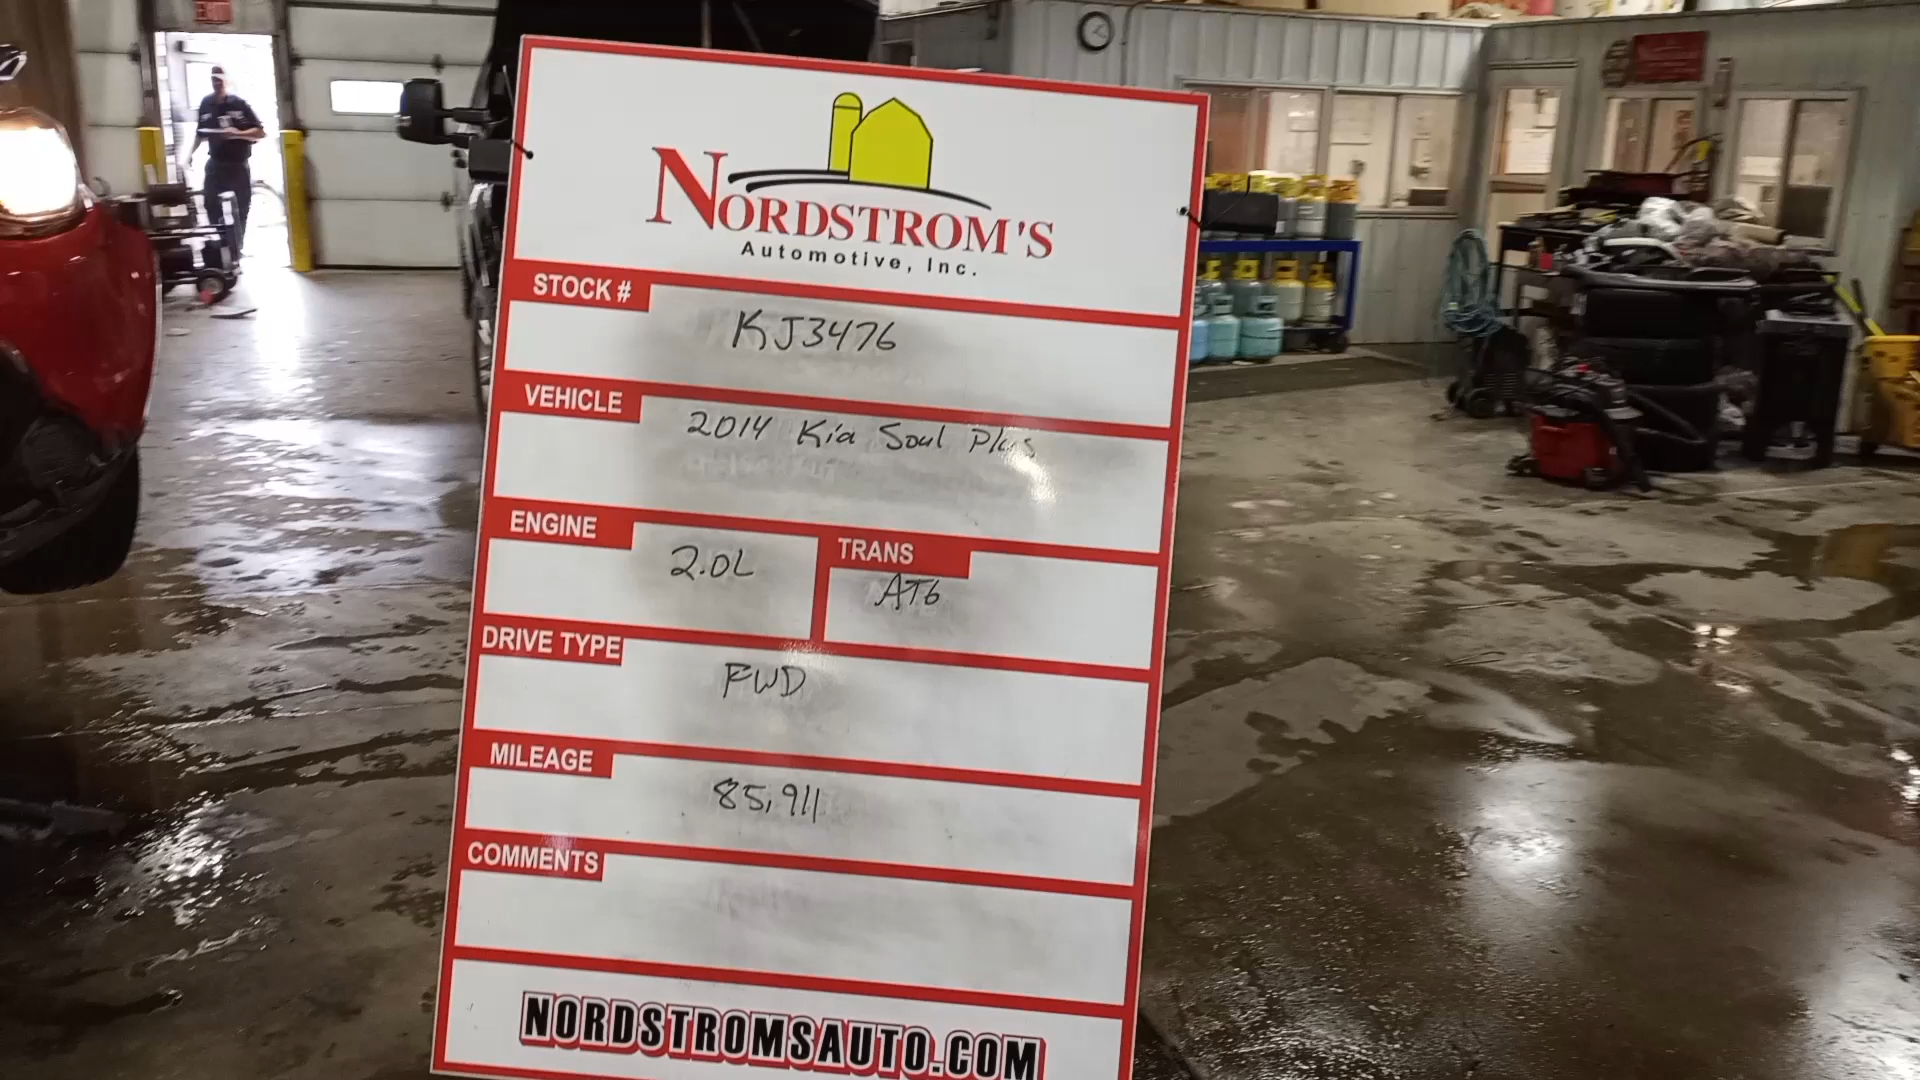 NORDSTROM'S
Automotive, Inc.
STOCK #
KJ3476
VEHICLE
2014 Kia Soul Plus
ENGINE
2.0L
TRANS
AT6
DRIVE TYPE
FWD
MILEAGE
85,911
COMMENTS
NORDSTROMSAUTO.COM